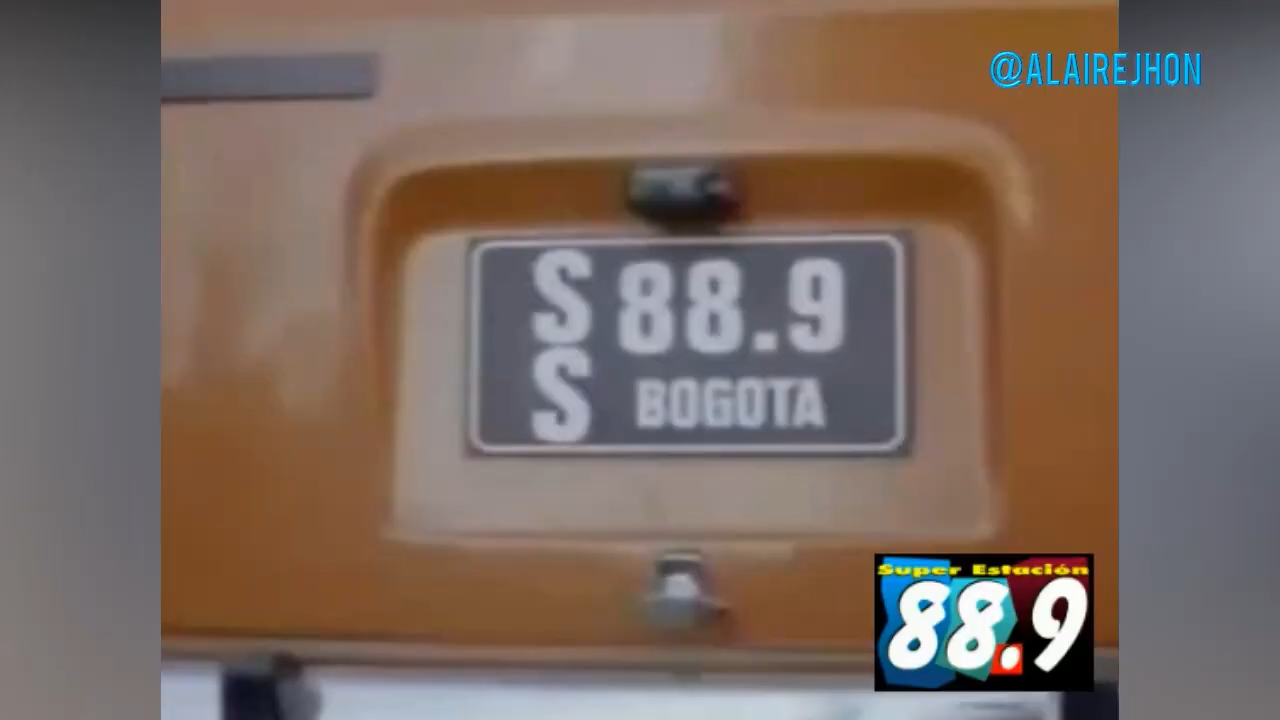 @ALAIREJHON
S 88.9
S BOGOTA
Super Estación
88.9